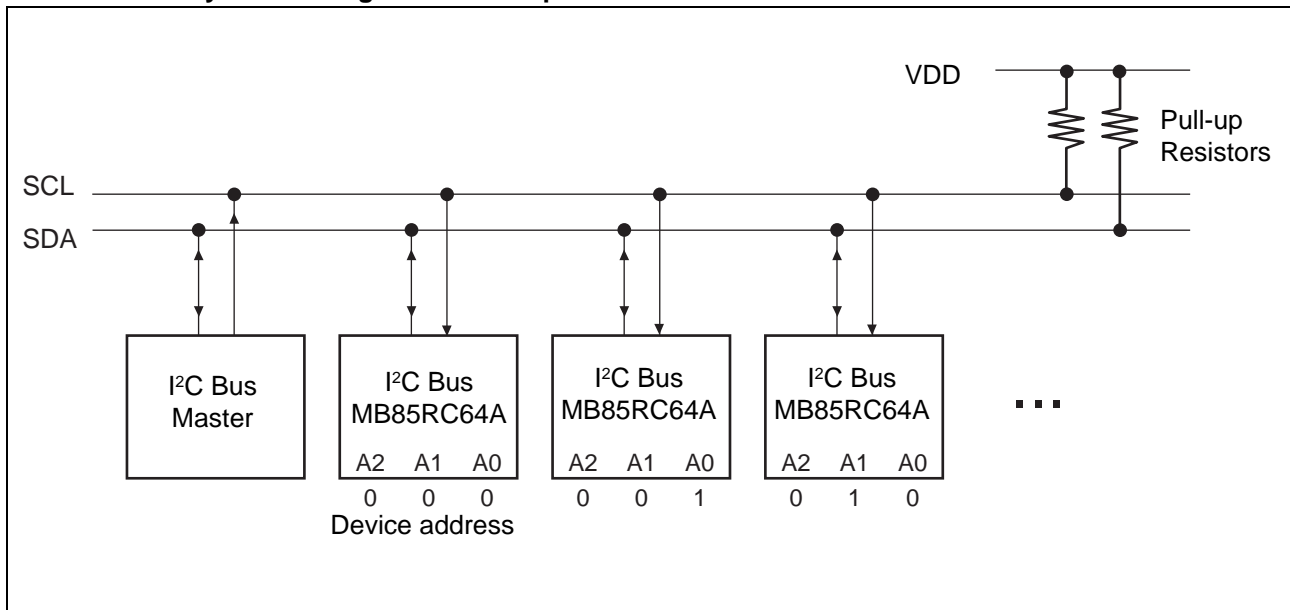 VDD
Pull-up
Resistors
SCL
SDA
I²C Bus
Master
I²C Bus
MB85RC64A
A2 A1 A0
0 0 0
Device address
I²C Bus
MB85RC64A
A2 A1 A0
0 0 1
I²C Bus
MB85RC64A
A2 A1 A0
0 1 0
...